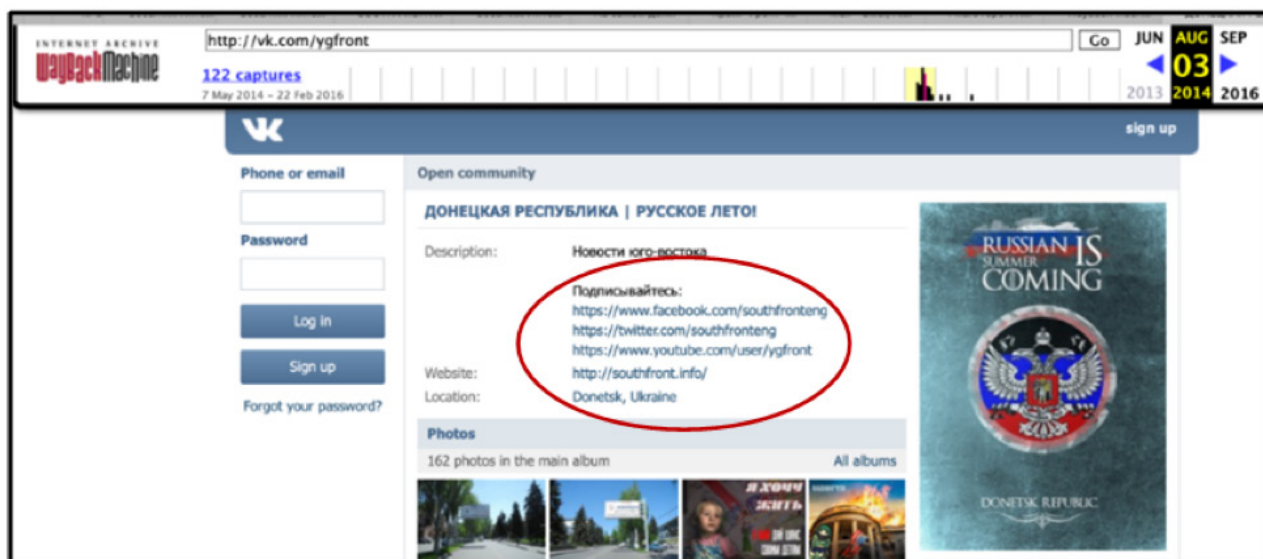 INTERNET ARCHIVE
WayBackMachine
http://vk.com/ygfront
Go
JUN AUG SEP
122 captures
03
7 May 2014 – 22 Feb 2016
2013 2014 2016
sign up
Phone or email
Password
Log in
Sign up
Forgot your password?
Open community
ДОНЕЦКАЯ РЕСПУБЛИКА | РУССКОЕ ЛЕТО!
Description: Новости юго-востока
Подписывайтесь:
https://www.facebook.com/southfronteng
https://twitter.com/southfronteng
https://www.youtube.com/user/ygfront
Website: http://southfront.info/
Location: Donetsk, Ukraine
Photos
162 photos in the main album All albums
Я ХОЧУ
ЖИТЬ
RUSSIAN IS
SUMMER
COMING
DONETSK REPUBLIC